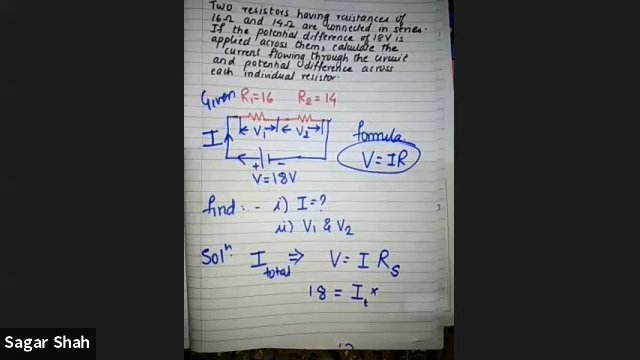 Two resistors having resistances of
16Ω and 14Ω are connected in series.
If the potential difference of 18V is
applied across them, calculate the
current flowing through the circuit
and potential difference across
each individual resistor.
Given R₁=16 R₂=14
I V₁ V₂
+ -
V=18V
formula
V=IR
find:- i) I=?
ii) V₁ & V₂
Solⁿ I total ⇒ V = I Rs
18 = It ×
Sagar Shah